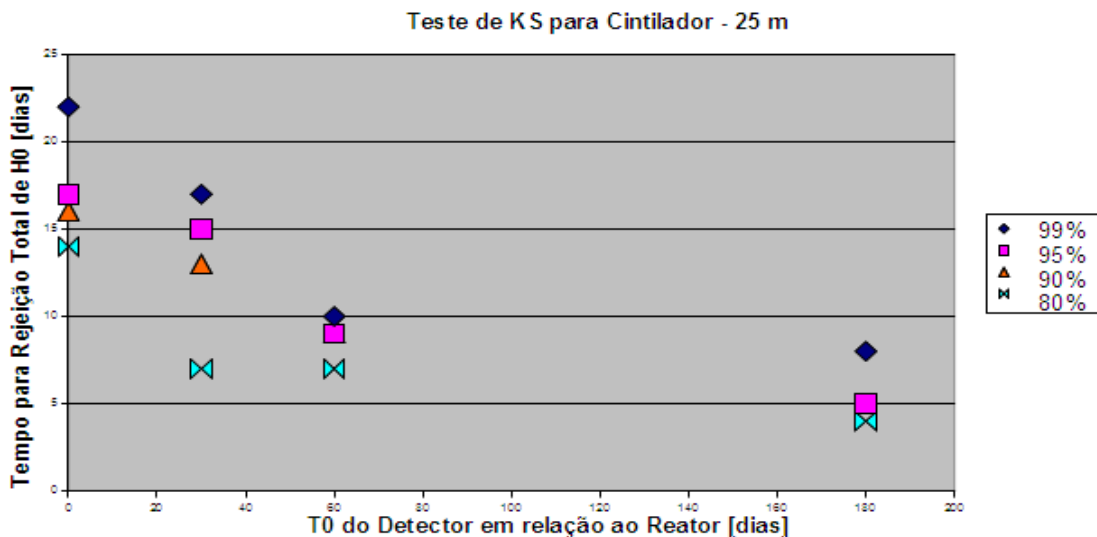 Teste de KS para Cintilador - 25 m
Tempo para Rejeição Total de H0 [dias]
25
20
15
10
5
0
0 20 40 60 80 100 120 140 160 180 200
T0 do Detector em relação ao Reator [dias]
99%
95%
90%
80%